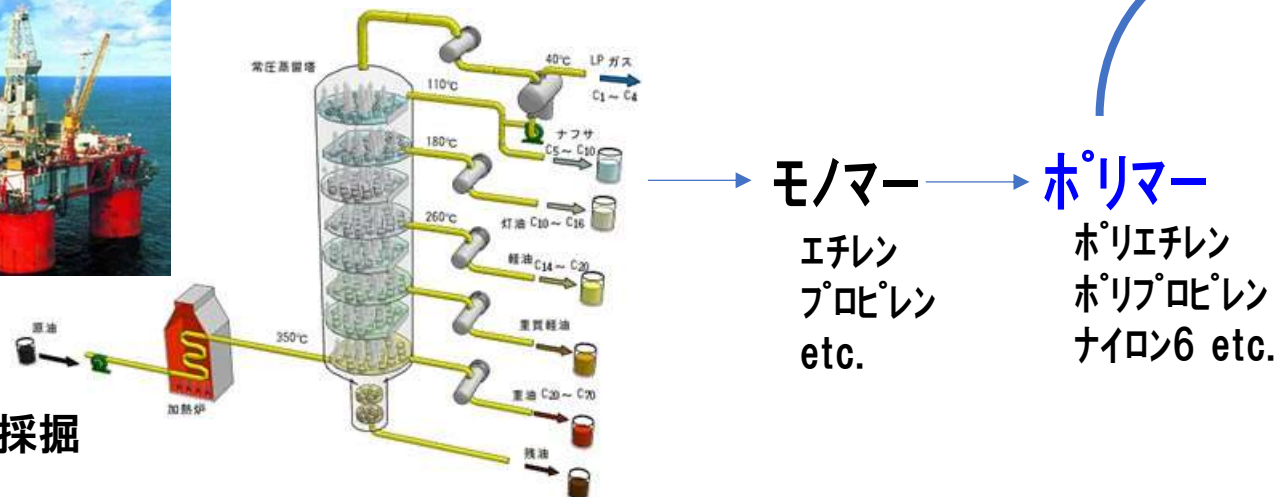 常圧蒸留塔
40℃ LP ガス
C1～C4
110℃
ナフサ
C5～C10
180℃
灯油 C10～C16
260℃
軽油 C14～C20
重質軽油
350℃
重油 C20～C70
残油
原油
加熱炉
採掘
モノマー
エチレン
プロピレン
etc.
ポリマー
ポリエチレン
ポリプロピレン
ナイロン6 etc.